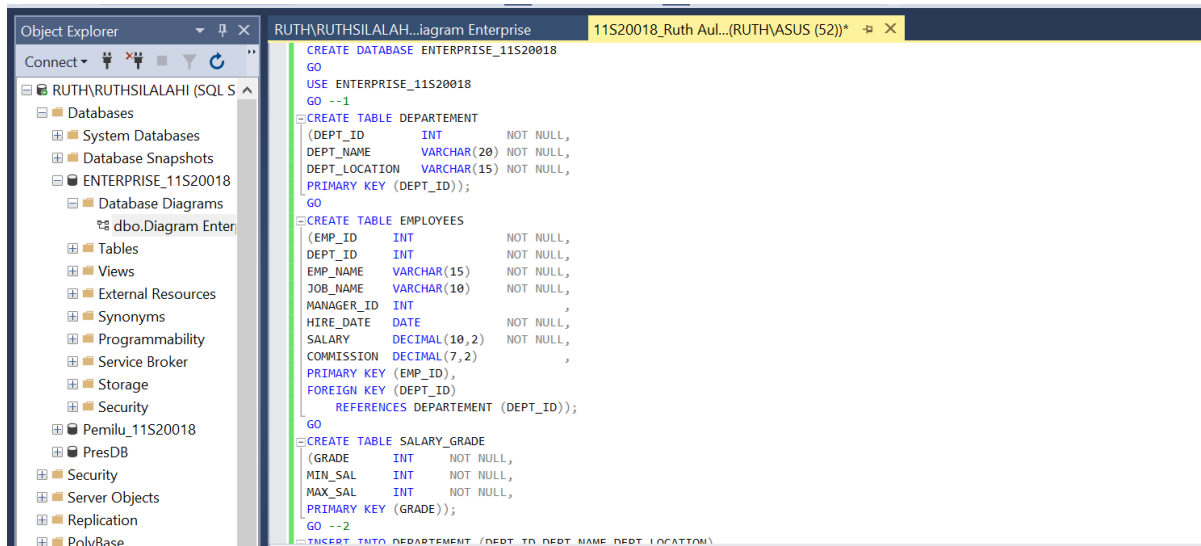 Object Explorer
Connect
RUTH\RUTHSILALAHI (SQL S
Databases
System Databases
Database Snapshots
ENTERPRISE_11S20018
Database Diagrams
dbo.Diagram Enter
Tables
Views
External Resources
Synonyms
Programmability
Service Broker
Storage
Security
Pemilu_11S20018
PresDB
Security
Server Objects
Replication
PolyBase
RUTH\RUTHSILALAH...iagram Enterprise
11S20018_Ruth Aul...(RUTH\ASUS (52))*
CREATE DATABASE ENTERPRISE_11S20018
GO
USE ENTERPRISE_11S20018
GO --1
CREATE TABLE DEPARTEMENT
(DEPT_ID INT NOT NULL,
DEPT_NAME VARCHAR(20) NOT NULL,
DEPT_LOCATION VARCHAR(15) NOT NULL,
PRIMARY KEY (DEPT_ID));
GO
CREATE TABLE EMPLOYEES
(EMP_ID INT NOT NULL,
DEPT_ID INT NOT NULL,
EMP_NAME VARCHAR(15) NOT NULL,
JOB_NAME VARCHAR(10) NOT NULL,
MANAGER_ID INT ,
HIRE_DATE DATE NOT NULL,
SALARY DECIMAL(10,2) NOT NULL,
COMMISSION DECIMAL(7,2) ,
PRIMARY KEY (EMP_ID),
FOREIGN KEY (DEPT_ID)
REFERENCES DEPARTEMENT (DEPT_ID));
GO
CREATE TABLE SALARY_GRADE
(GRADE INT NOT NULL,
MIN_SAL INT NOT NULL,
MAX_SAL INT NOT NULL,
PRIMARY KEY (GRADE));
GO --2
INSERT INTO DEPARTEMENT (DEPT_ID,DEPT_NAME,DEPT_LOCATION)